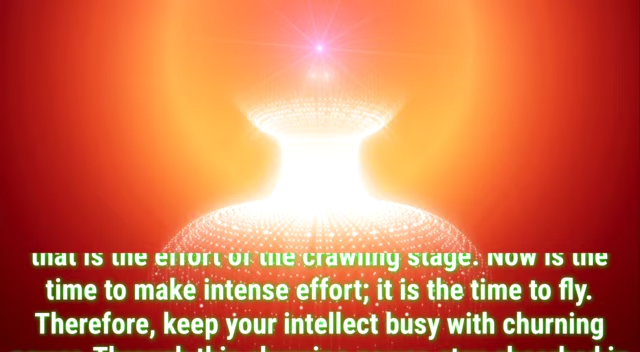 that is the effort of the crawling stage. Now is the
time to make intense effort; it is the time to fly.
Therefore, keep your intellect busy with churning